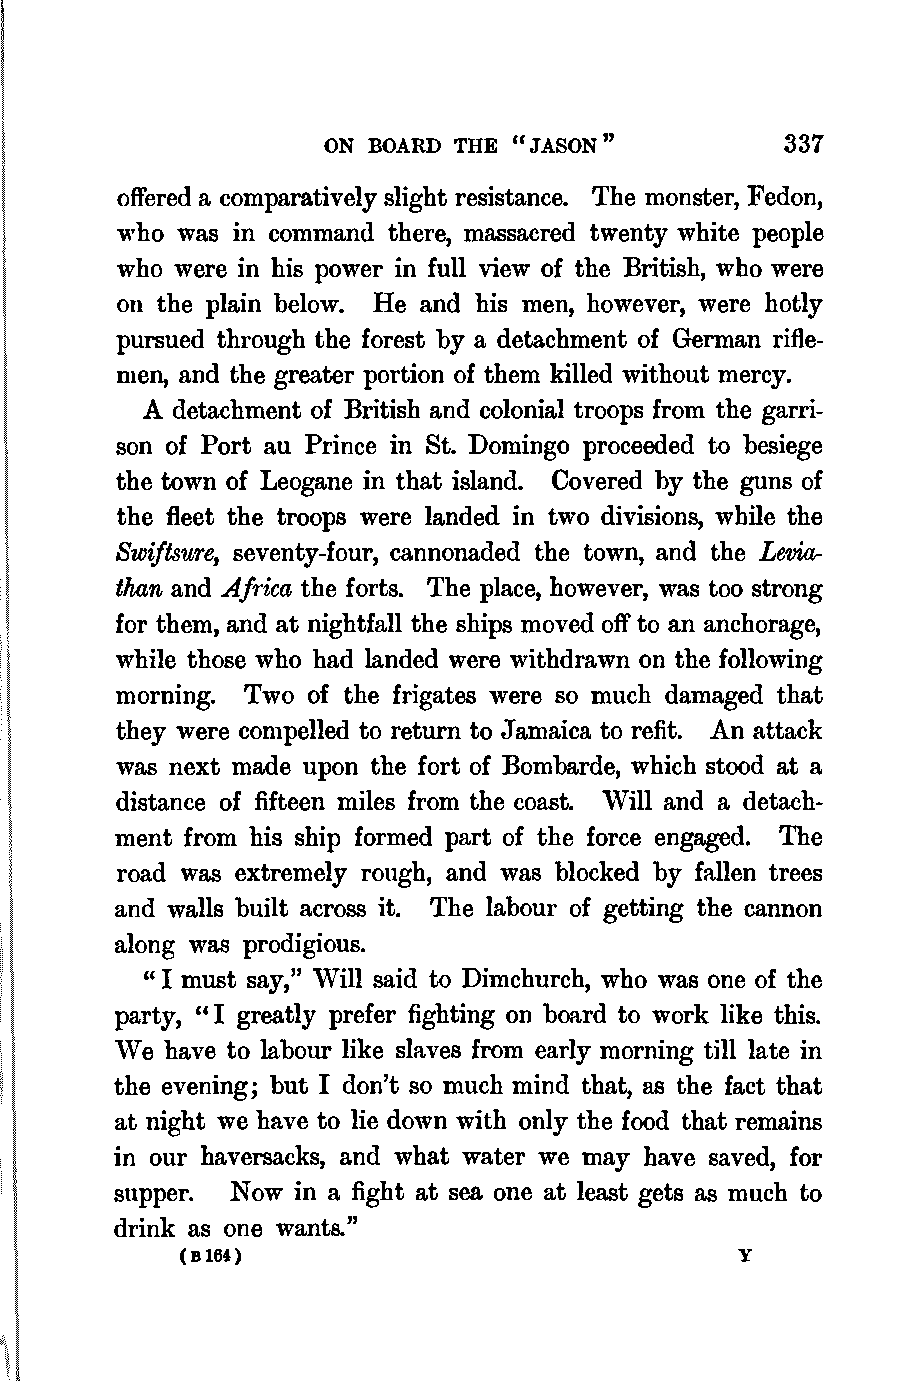 ON BOARD THE "JASON" 337
offered a comparatively slight resistance. The monster, Fedon,
who was in command there, massacred twenty white people
who were in his power in full view of the British, who were
on the plain below. He and his men, however, were hotly
pursued through the forest by a detachment of German rifle-
men, and the greater portion of them killed without mercy.
A detachment of British and colonial troops from the garri-
son of Port au Prince in St. Domingo proceeded to besiege
the town of Leogane in that island. Covered by the guns of
the fleet the troops were landed in two divisions, while the
Swiftsure, seventy-four, cannonaded the town, and the Levia-
than and Africa the forts. The place, however, was too strong
for them, and at nightfall the ships moved off to an anchorage,
while those who had landed were withdrawn on the following
morning. Two of the frigates were so much damaged that
they were compelled to return to Jamaica to refit. An attack
was next made upon the fort of Bombarde, which stood at a
distance of fifteen miles from the coast. Will and a detach-
ment from his ship formed part of the force engaged. The
road was extremely rough, and was blocked by fallen trees
and walls built across it. The labour of getting the cannon
along was prodigious.
"I must say," Will said to Dimchurch, who was one of the
party, "I greatly prefer fighting on board to work like this.
We have to labour like slaves from early morning till late in
the evening; but I don't so much mind that, as the fact that
at night we have to lie down with only the food that remains
in our haversacks, and what water we may have saved, for
supper. Now in a fight at sea one at least gets as much to
drink as one wants."
(B 164) Y